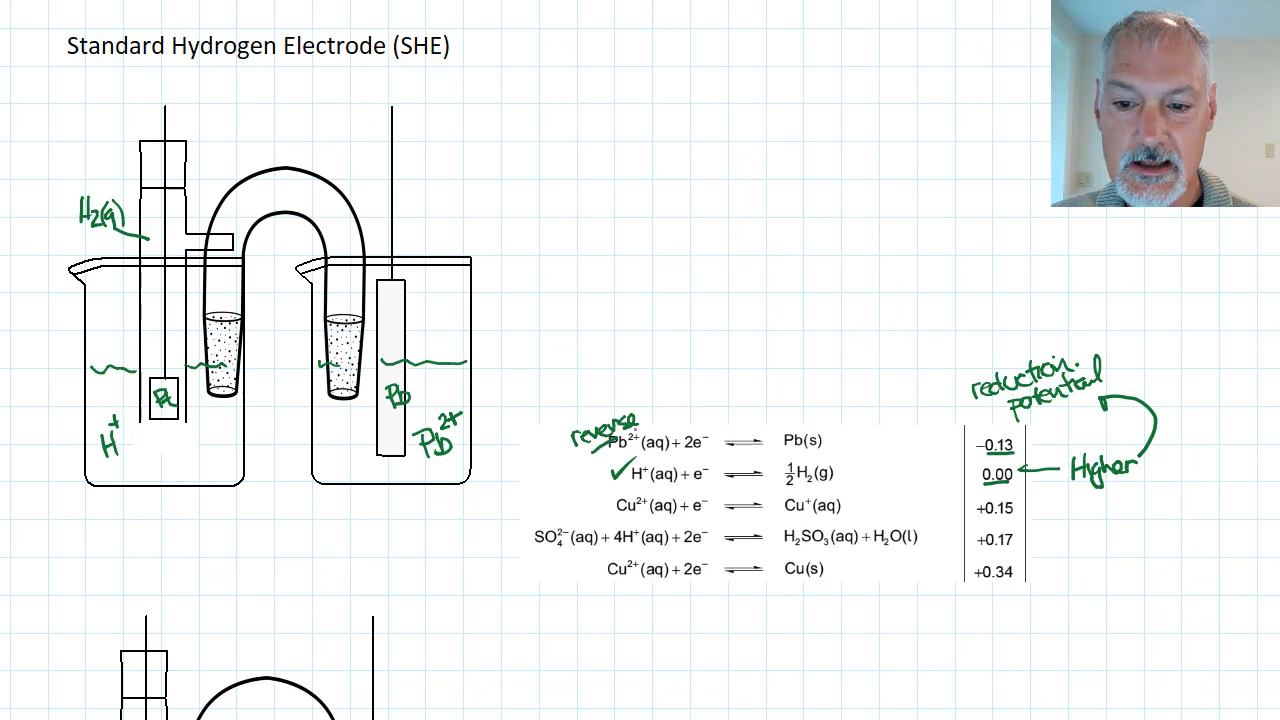 Standard Hydrogen Electrode (SHE)
H₂(g)
Pt
H⁺
Pb
Pb²⁺
reduction
potential
reverse
Pb²⁺(aq) + 2e⁻ ⇌ Pb(s) −0.13
✓ H⁺(aq) + e⁻ ⇌ ½H₂(g) 0.00 ← Higher
Cu²⁺(aq) + e⁻ ⇌ Cu⁺(aq) +0.15
SO₄²⁻(aq) + 4H⁺(aq) + 2e⁻ ⇌ H₂SO₃(aq) + H₂O(l) +0.17
Cu²⁺(aq) + 2e⁻ ⇌ Cu(s) +0.34